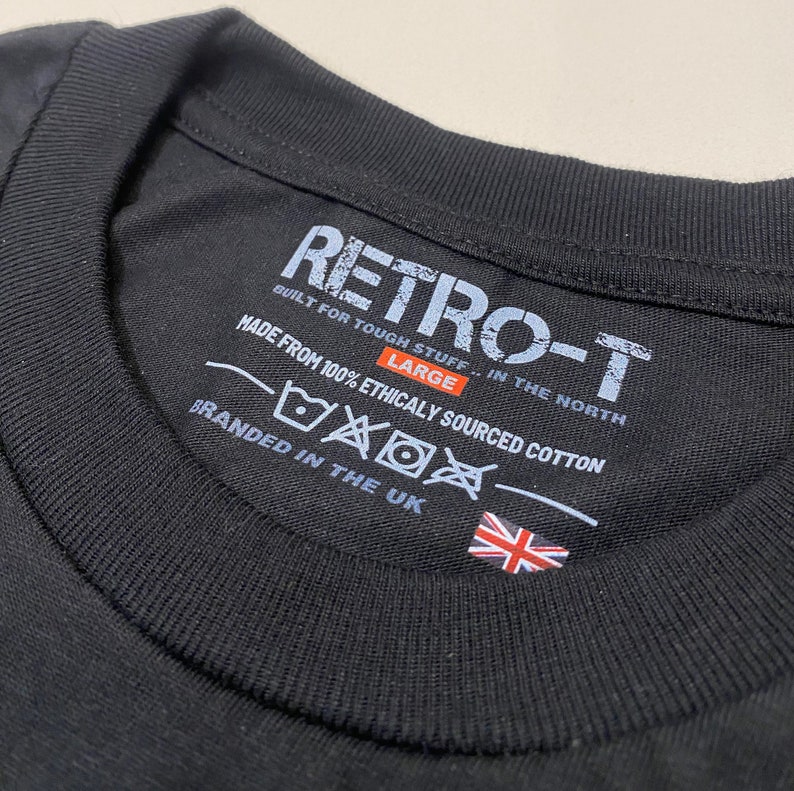 RETRO-T
BUILT FOR TOUGH STUFF.. IN THE NORTH
LARGE
MADE FROM 100% ETHICALY SOURCED COTTON
BRANDED IN THE UK